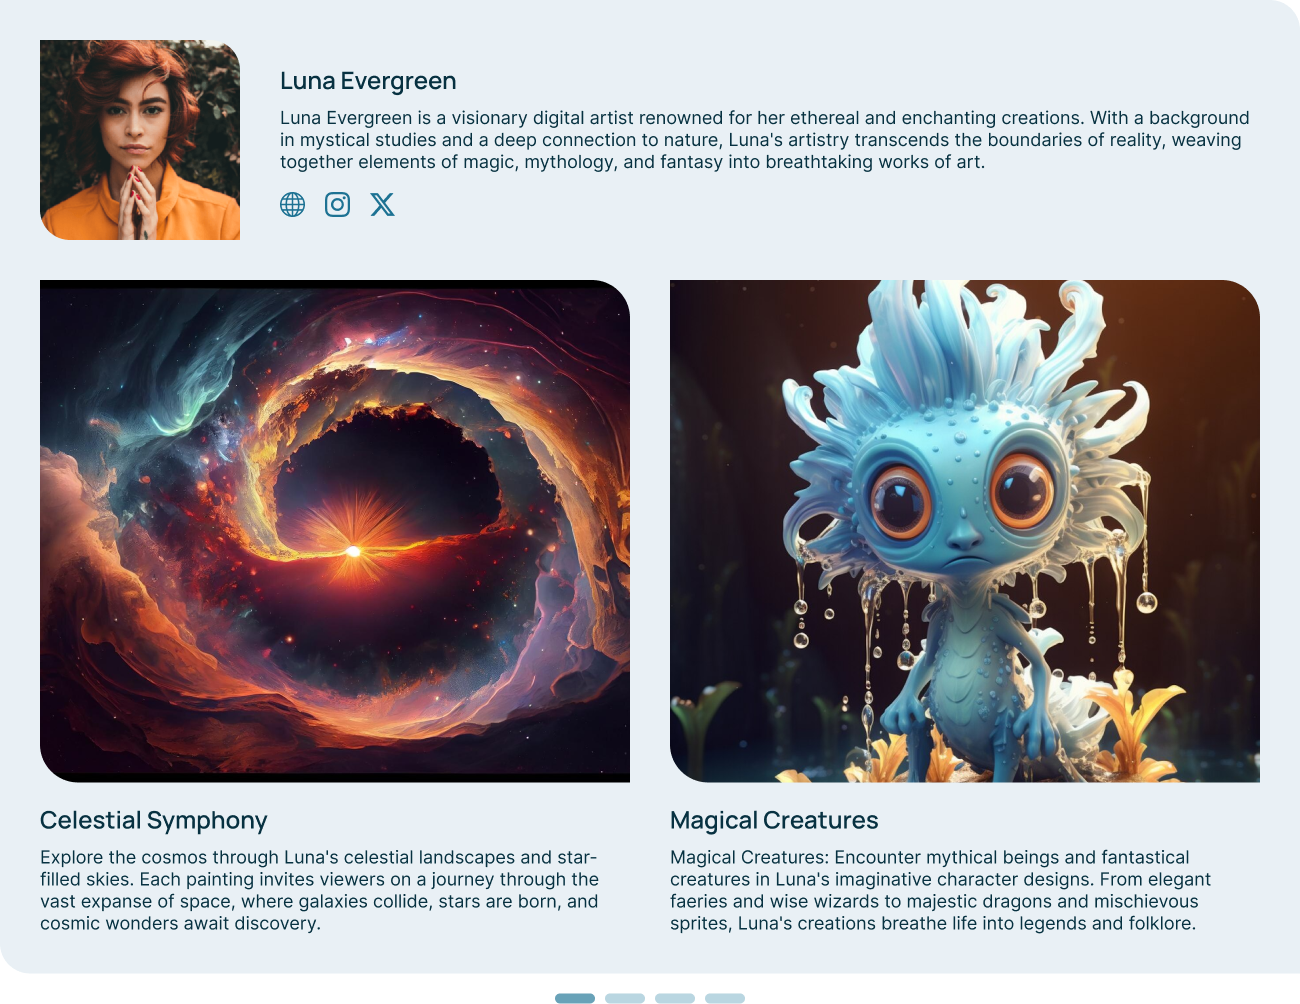 Luna Evergreen
Luna Evergreen is a visionary digital artist renowned for her ethereal and enchanting creations. With a background
in mystical studies and a deep connection to nature, Luna's artistry transcends the boundaries of reality, weaving
together elements of magic, mythology, and fantasy into breathtaking works of art.
Celestial Symphony
Explore the cosmos through Luna's celestial landscapes and star-
filled skies. Each painting invites viewers on a journey through the
vast expanse of space, where galaxies collide, stars are born, and
cosmic wonders await discovery.
Magical Creatures
Magical Creatures: Encounter mythical beings and fantastical
creatures in Luna's imaginative character designs. From elegant
faeries and wise wizards to majestic dragons and mischievous
sprites, Luna's creations breathe life into legends and folklore.